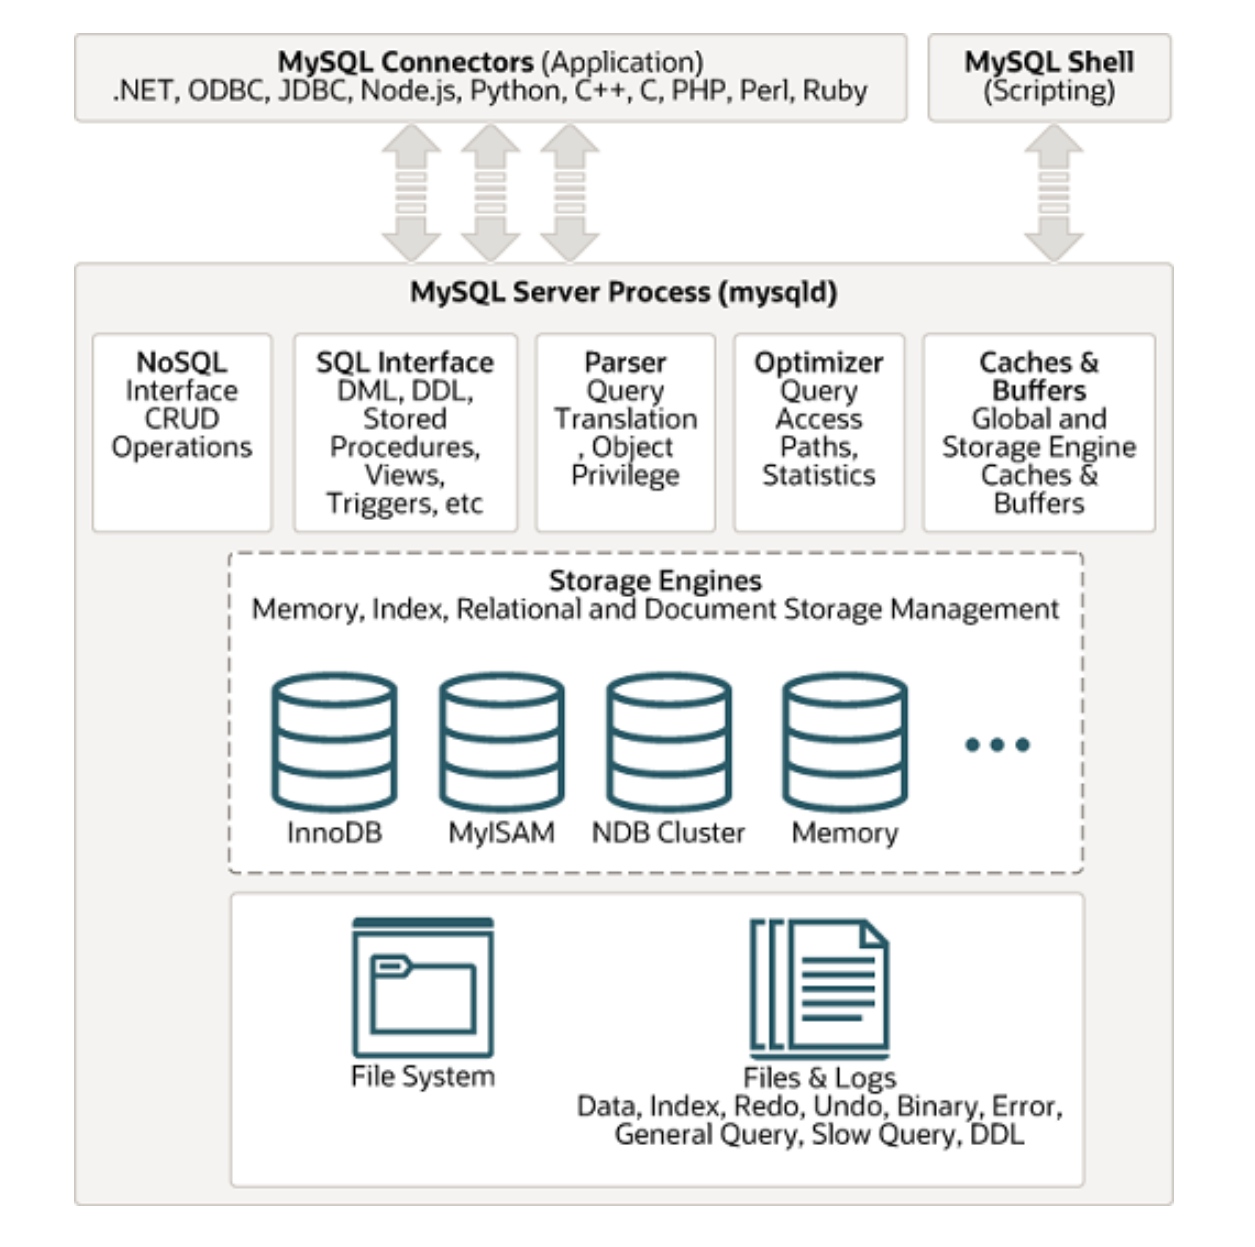 MySQL Connectors (Application)
.NET, ODBC, JDBC, Node.js, Python, C++, C, PHP, Perl, Ruby
MySQL Shell
(Scripting)
MySQL Server Process (mysqld)
NoSQL
Interface
CRUD
Operations
SQL Interface
DML, DDL,
Stored
Procedures,
Views,
Triggers, etc
Parser
Query
Translation
, Object
Privilege
Optimizer
Query
Access
Paths,
Statistics
Caches &
Buffers
Global and
Storage Engine
Caches &
Buffers
Storage Engines
Memory, Index, Relational and Document Storage Management
InnoDB
MyISAM
NDB Cluster
Memory
File System
Files & Logs
Data, Index, Redo, Undo, Binary, Error,
General Query, Slow Query, DDL